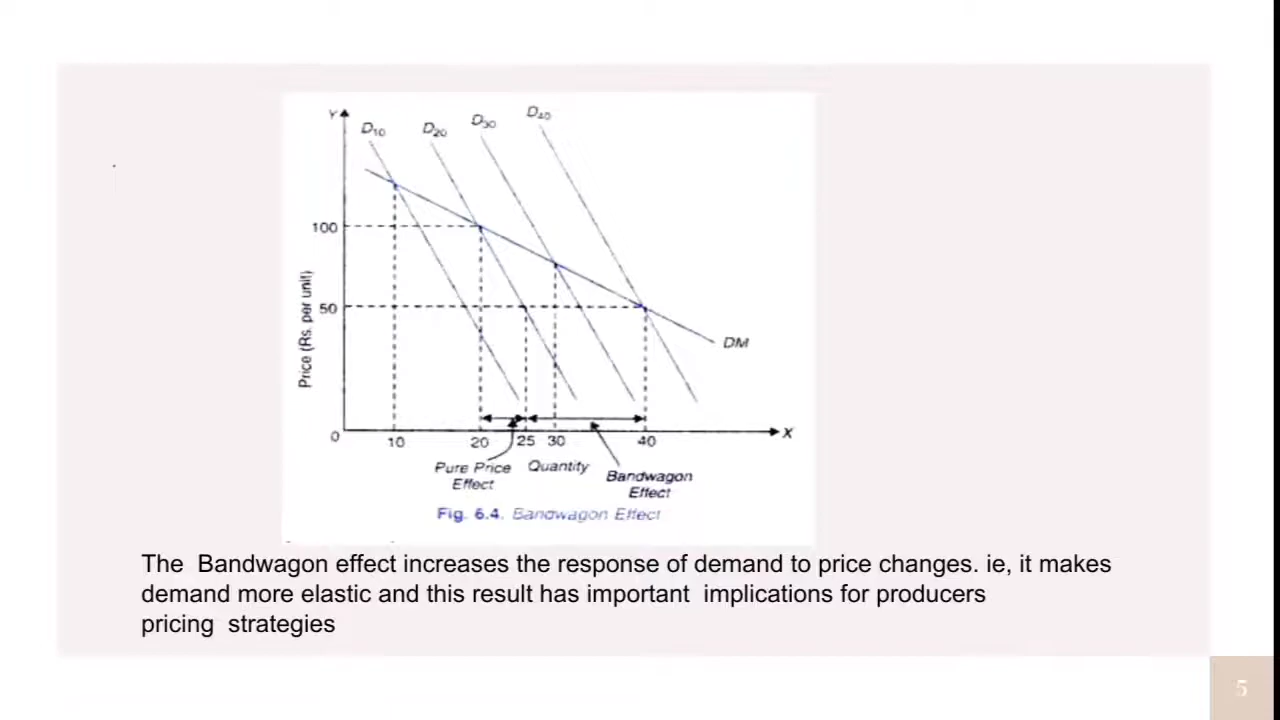 Y
D10 D20 D30 D40
100
50
Price (Rs. per unit)
DM
0 10 20 25 30 40 X
Pure Price Effect
Quantity
Bandwagon Effect
Fig. 6.4. Bandwagon Effect
The Bandwagon effect increases the response of demand to price changes. ie, it makes
demand more elastic and this result has important implications for producers
pricing strategies
5